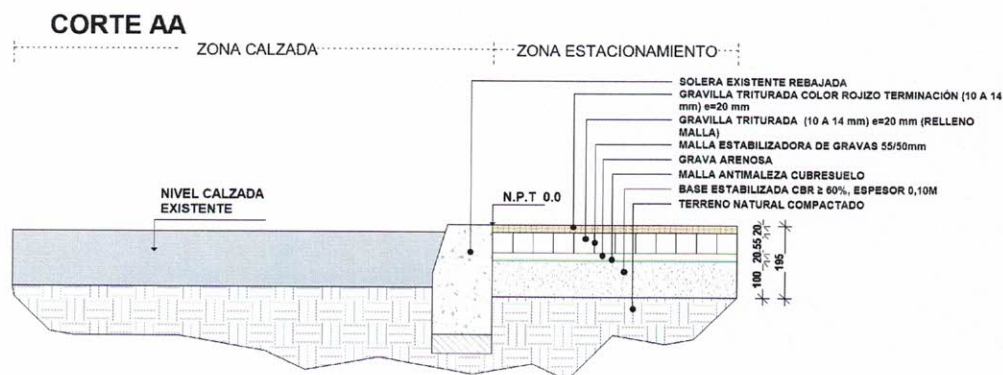 CORTE AA
ZONA CALZADA
ZONA ESTACIONAMIENTO
SOLERA EXISTENTE REBAJADA
GRAVILLA TRITURADA COLOR ROJIZO TERMINACIÓN (10 A 14
mm) e=20 mm
GRAVILLA TRITURADA (10 A 14 mm) e=20 mm (RELLENO
MALLA)
MALLA ESTABILIZADORA DE GRAVAS 55/50mm
GRAVA ARENOSA
MALLA ANTIMALEZA CUBRESUELO
BASE ESTABILIZADA CBR ≥ 60%, ESPESOR 0,10M
TERRENO NATURAL COMPACTADO
NIVEL CALZADA
EXISTENTE
N.P.T 0.0
20
55
20
100
195